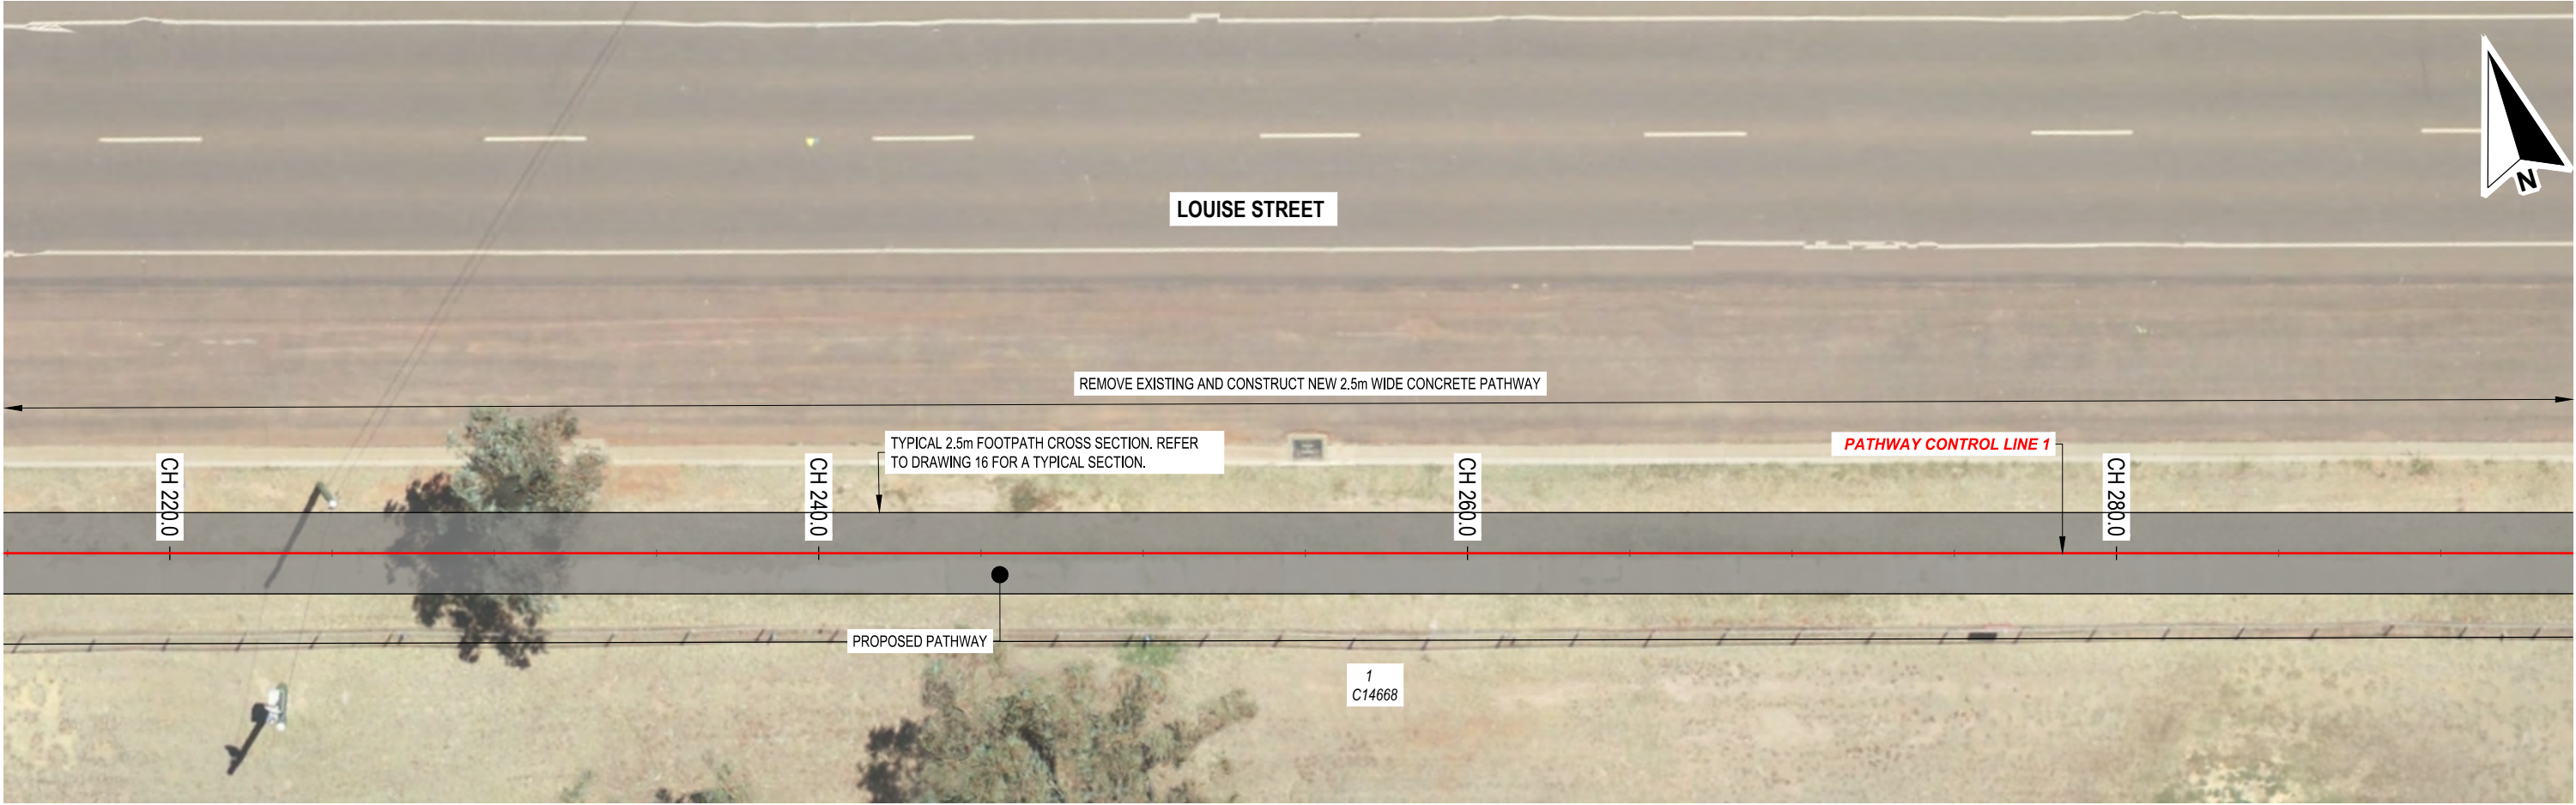 N
LOUISE STREET
REMOVE EXISTING AND CONSTRUCT NEW 2.5m WIDE CONCRETE PATHWAY
TYPICAL 2.5m FOOTPATH CROSS SECTION. REFER
TO DRAWING 16 FOR A TYPICAL SECTION.
PATHWAY CONTROL LINE 1
CH 220.0
CH 240.0
CH 260.0
CH 280.0
PROPOSED PATHWAY
1
C14668